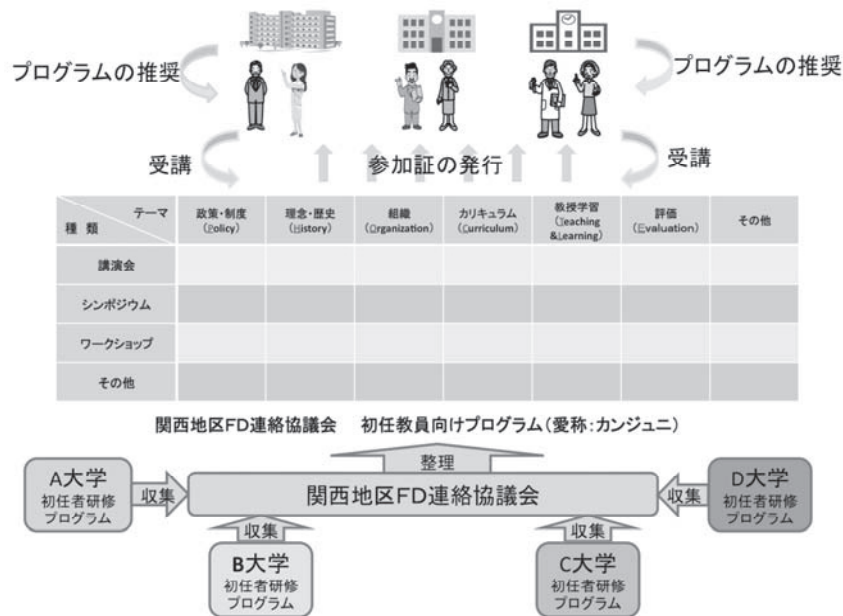 プログラムの推奨
プログラムの推奨
受講
参加証の発行
受講
テーマ
種 類
政策・制度
(Policy)
理念・歴史
(History)
組織
(Organization)
カリキュラム
(Curriculum)
教授学習
(Teaching
&Learning)
評価
(Evaluation)
その他
講演会
シンポジウム
ワークショップ
その他
関西地区FD連絡協議会 初任教員向けプログラム(愛称:カンジュニ)
整理
A大学
初任者研修
プログラム
収集
関西地区FD連絡協議会
収集
D大学
初任者研修
プログラム
収集
B大学
初任者研修
プログラム
収集
C大学
初任者研修
プログラム